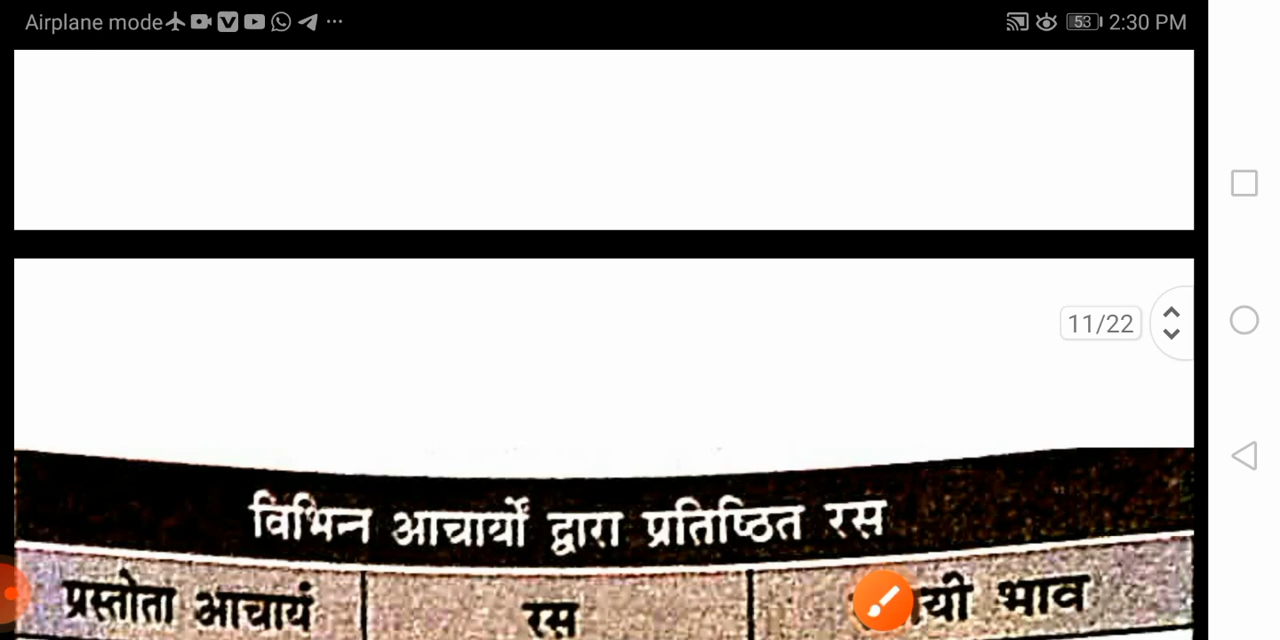 Airplane mode ... 53 2:30 PM
11/22
विभिन्न आचार्यों द्वारा प्रतिष्ठित रस
प्रस्तोता आचार्य रस भाव